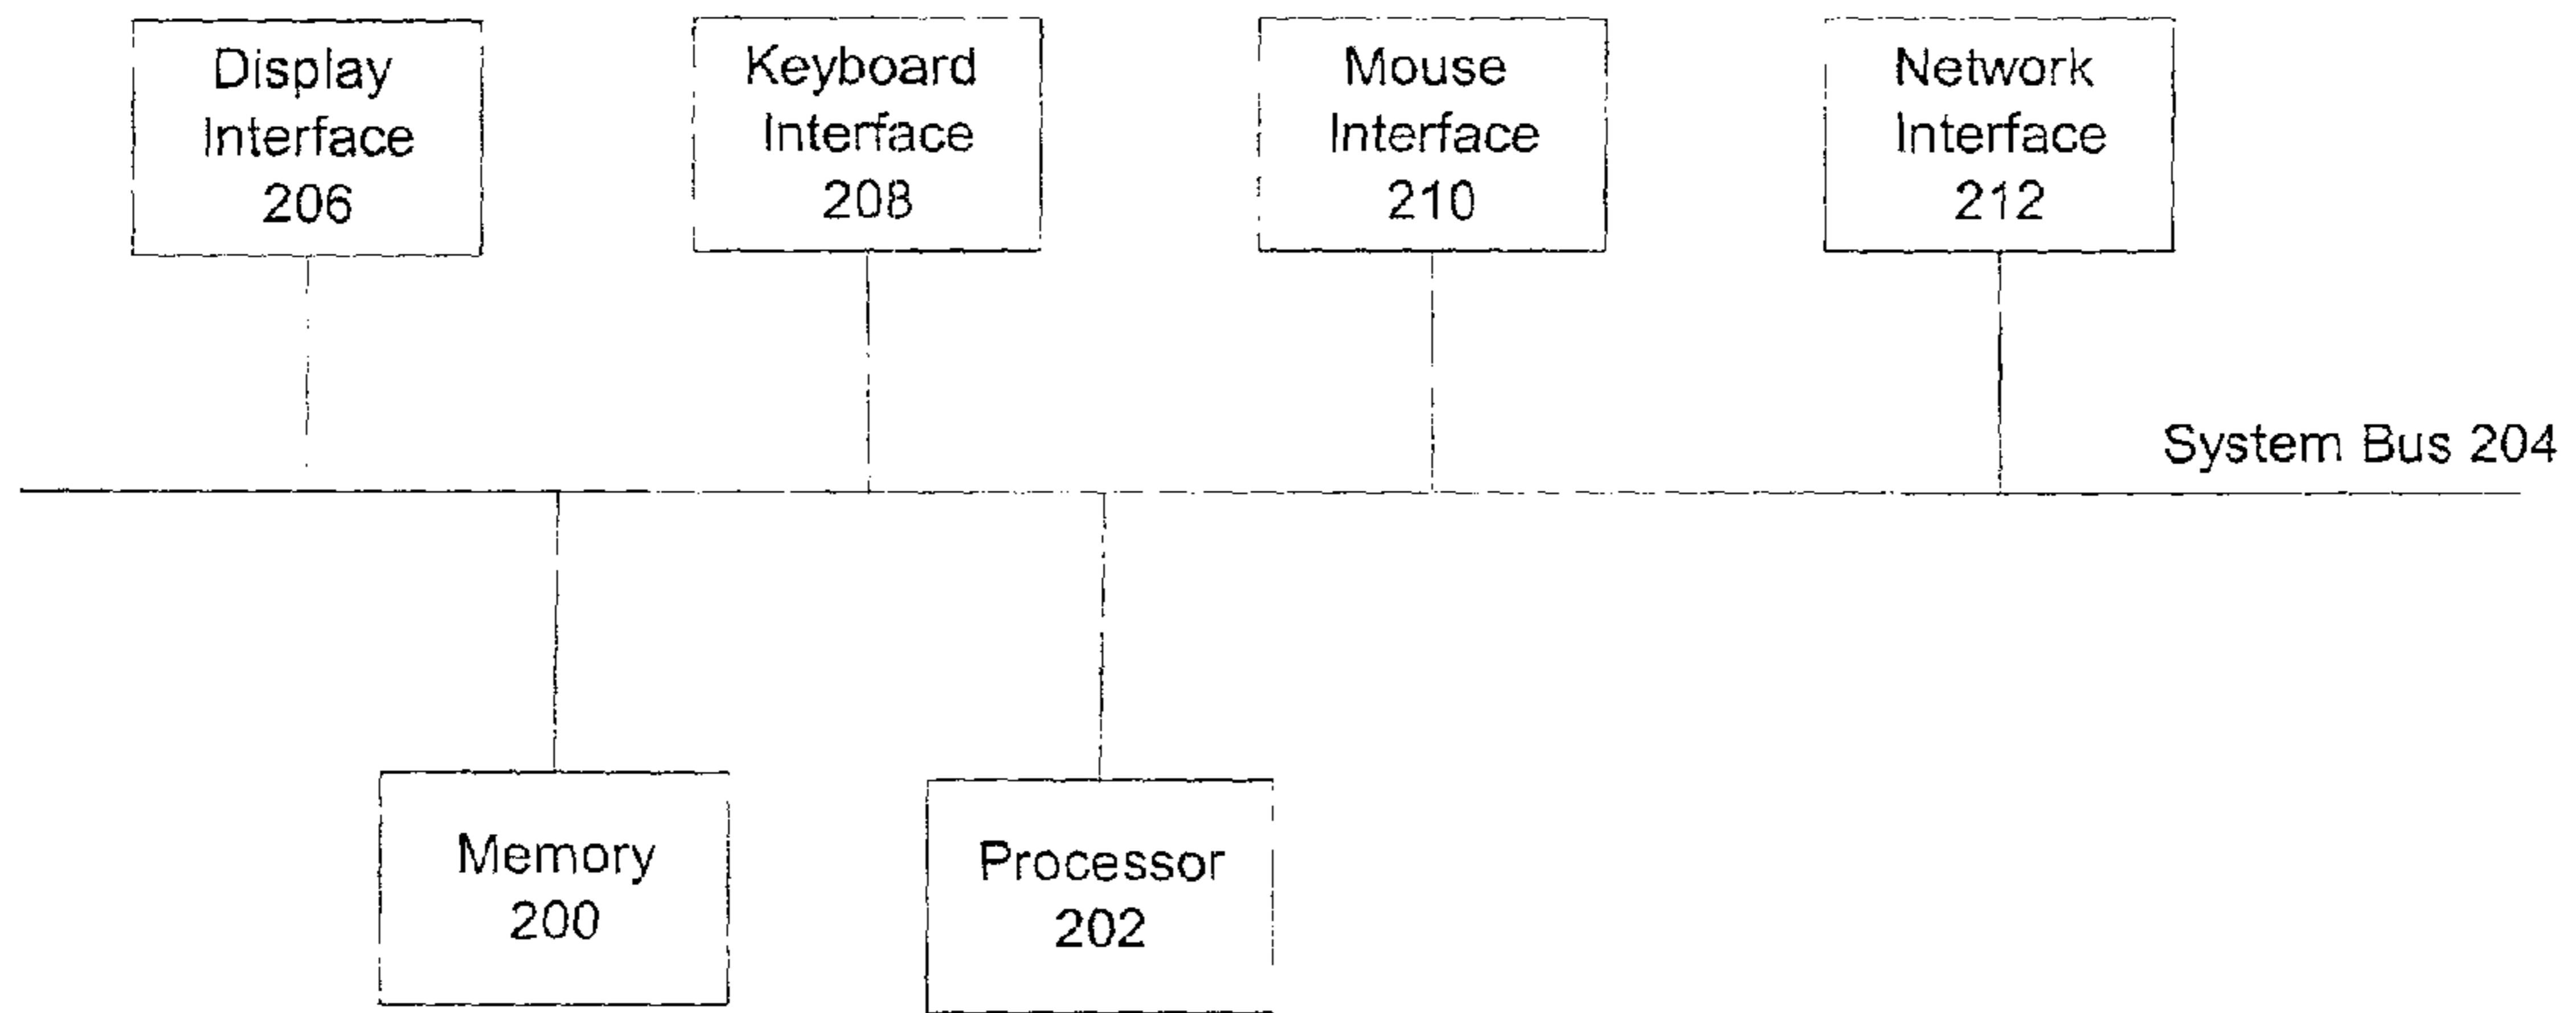 Display
Interface
206
Keyboard
Interface
208
Mouse
Interface
210
Network
Interface
212
System Bus 204
Memory
200
Processor
202